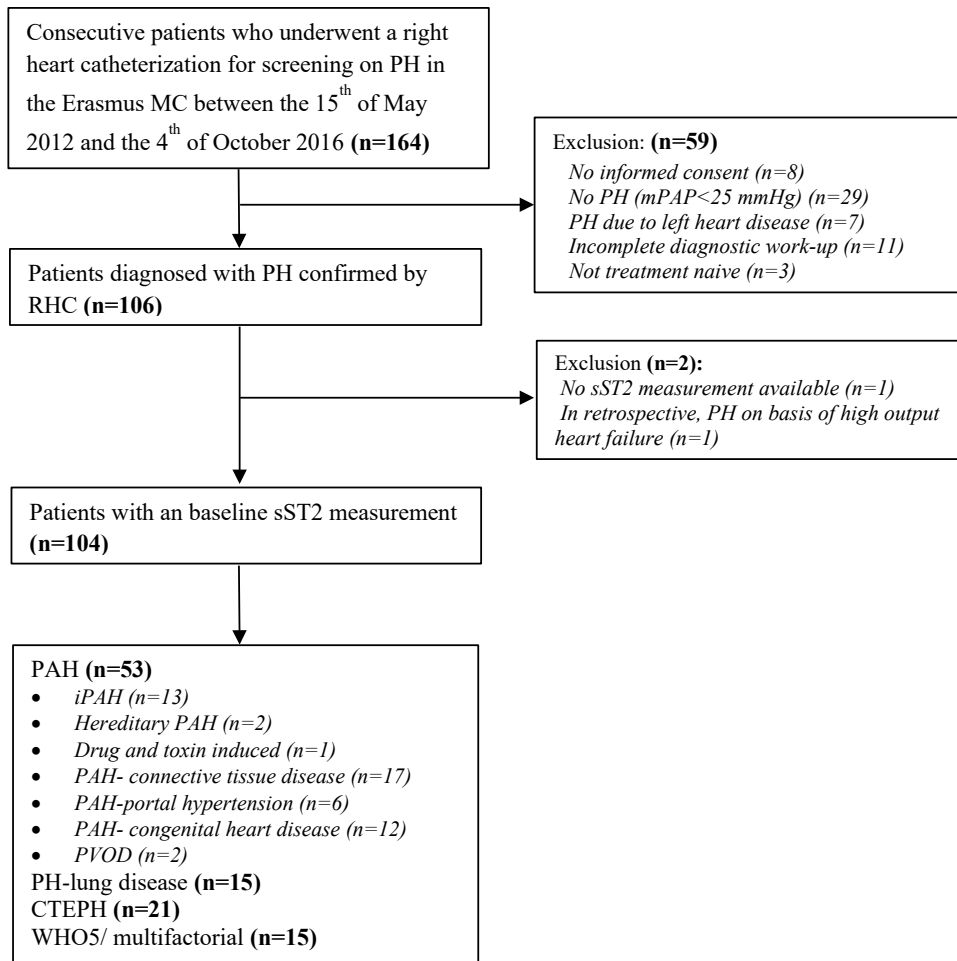 Consecutive patients who underwent a right
heart catheterization for screening on PH in
the Erasmus MC between the 15th of May
2012 and the 4th of October 2016 (n=164)
Exclusion: (n=59)
No informed consent (n=8)
No PH (mPAP<25 mmHg) (n=29)
PH due to left heart disease (n=7)
Incomplete diagnostic work-up (n=11)
Not treatment naive (n=3)
Patients diagnosed with PH confirmed by
RHC (n=106)
Exclusion (n=2):
No sST2 measurement available (n=1)
In retrospective, PH on basis of high output
heart failure (n=1)
Patients with an baseline sST2 measurement
(n=104)
PAH (n=53)
• iPAH (n=13)
• Hereditary PAH (n=2)
• Drug and toxin induced (n=1)
• PAH- connective tissue disease (n=17)
• PAH-portal hypertension (n=6)
• PAH- congenital heart disease (n=12)
• PVOD (n=2)
PH-lung disease (n=15)
CTEPH (n=21)
WHO5/ multifactorial (n=15)